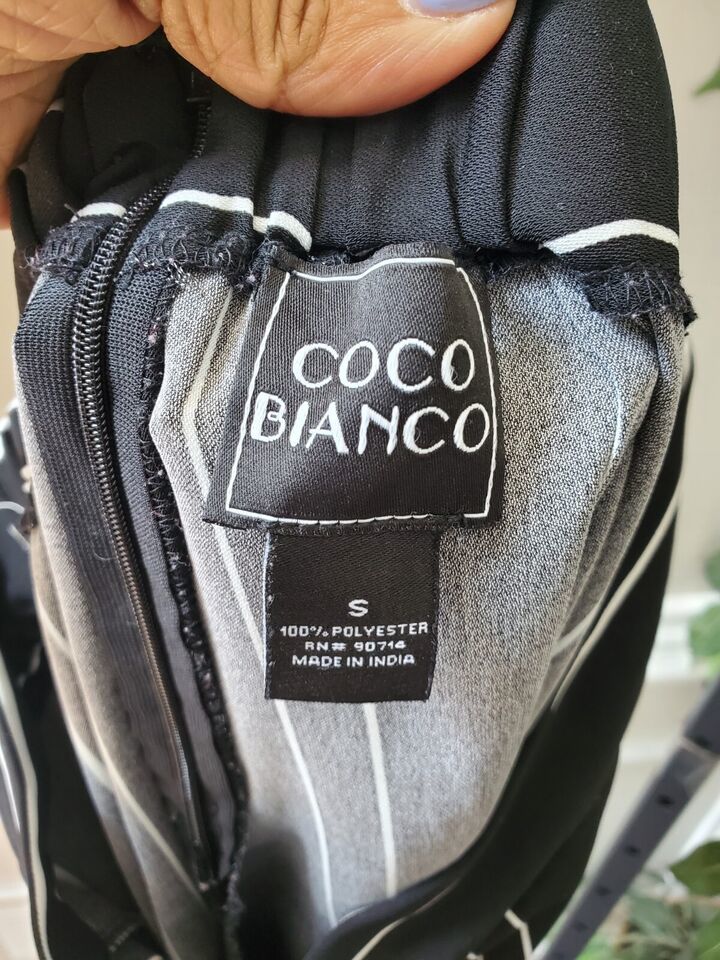 COCO
BIANCO
S
100% POLYESTER
RN# 90714
MADE IN INDIA